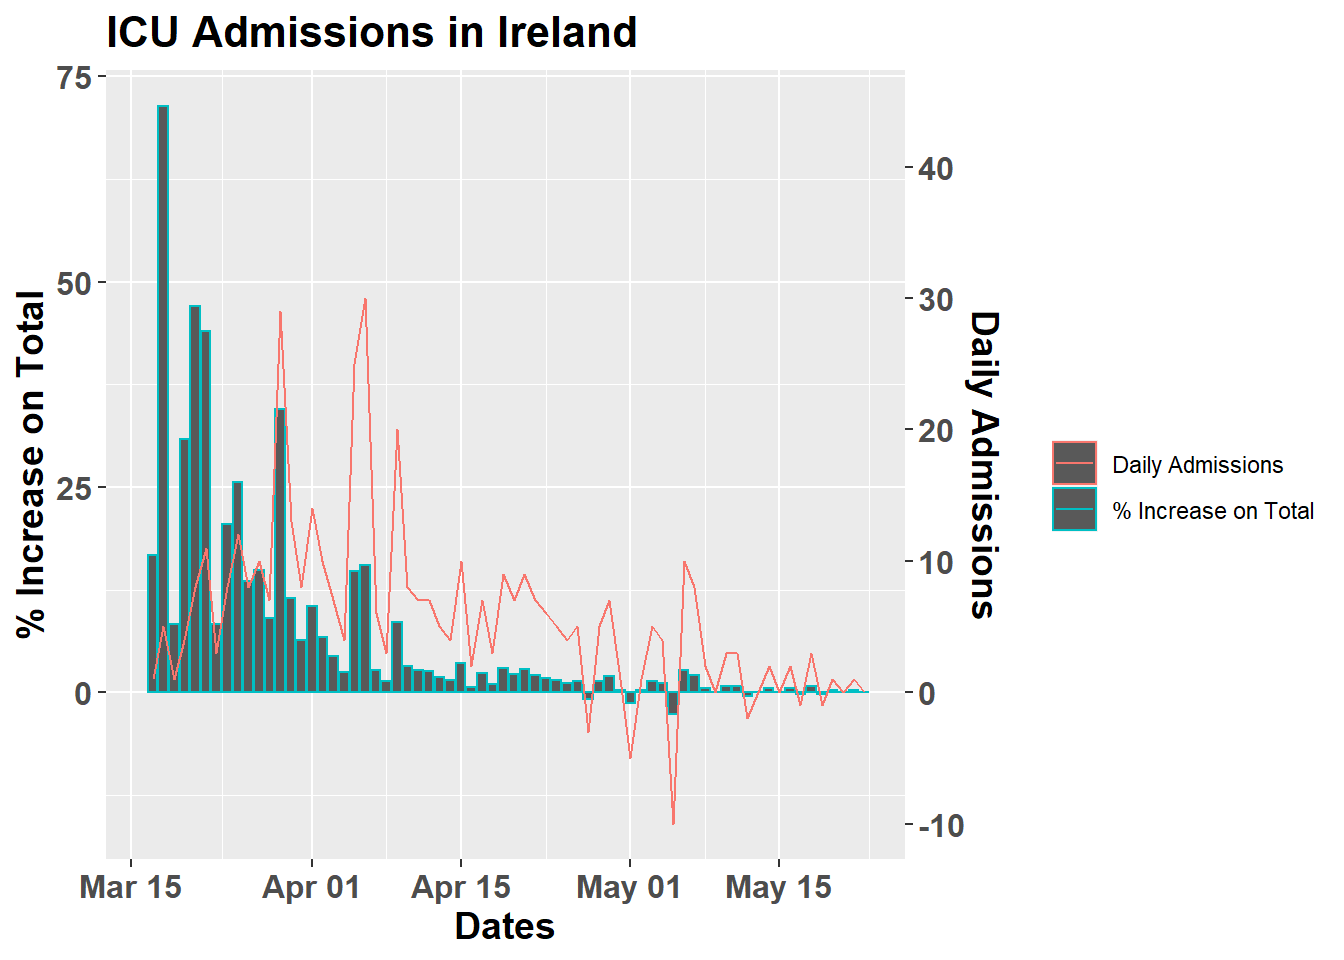 ICU Admissions in Ireland
75
50
25
0
% Increase on Total
40
30
20
10
0
-10
Daily Admissions
Mar 15
Apr 01
Apr 15
May 01
May 15
Dates
Daily Admissions
% Increase on Total